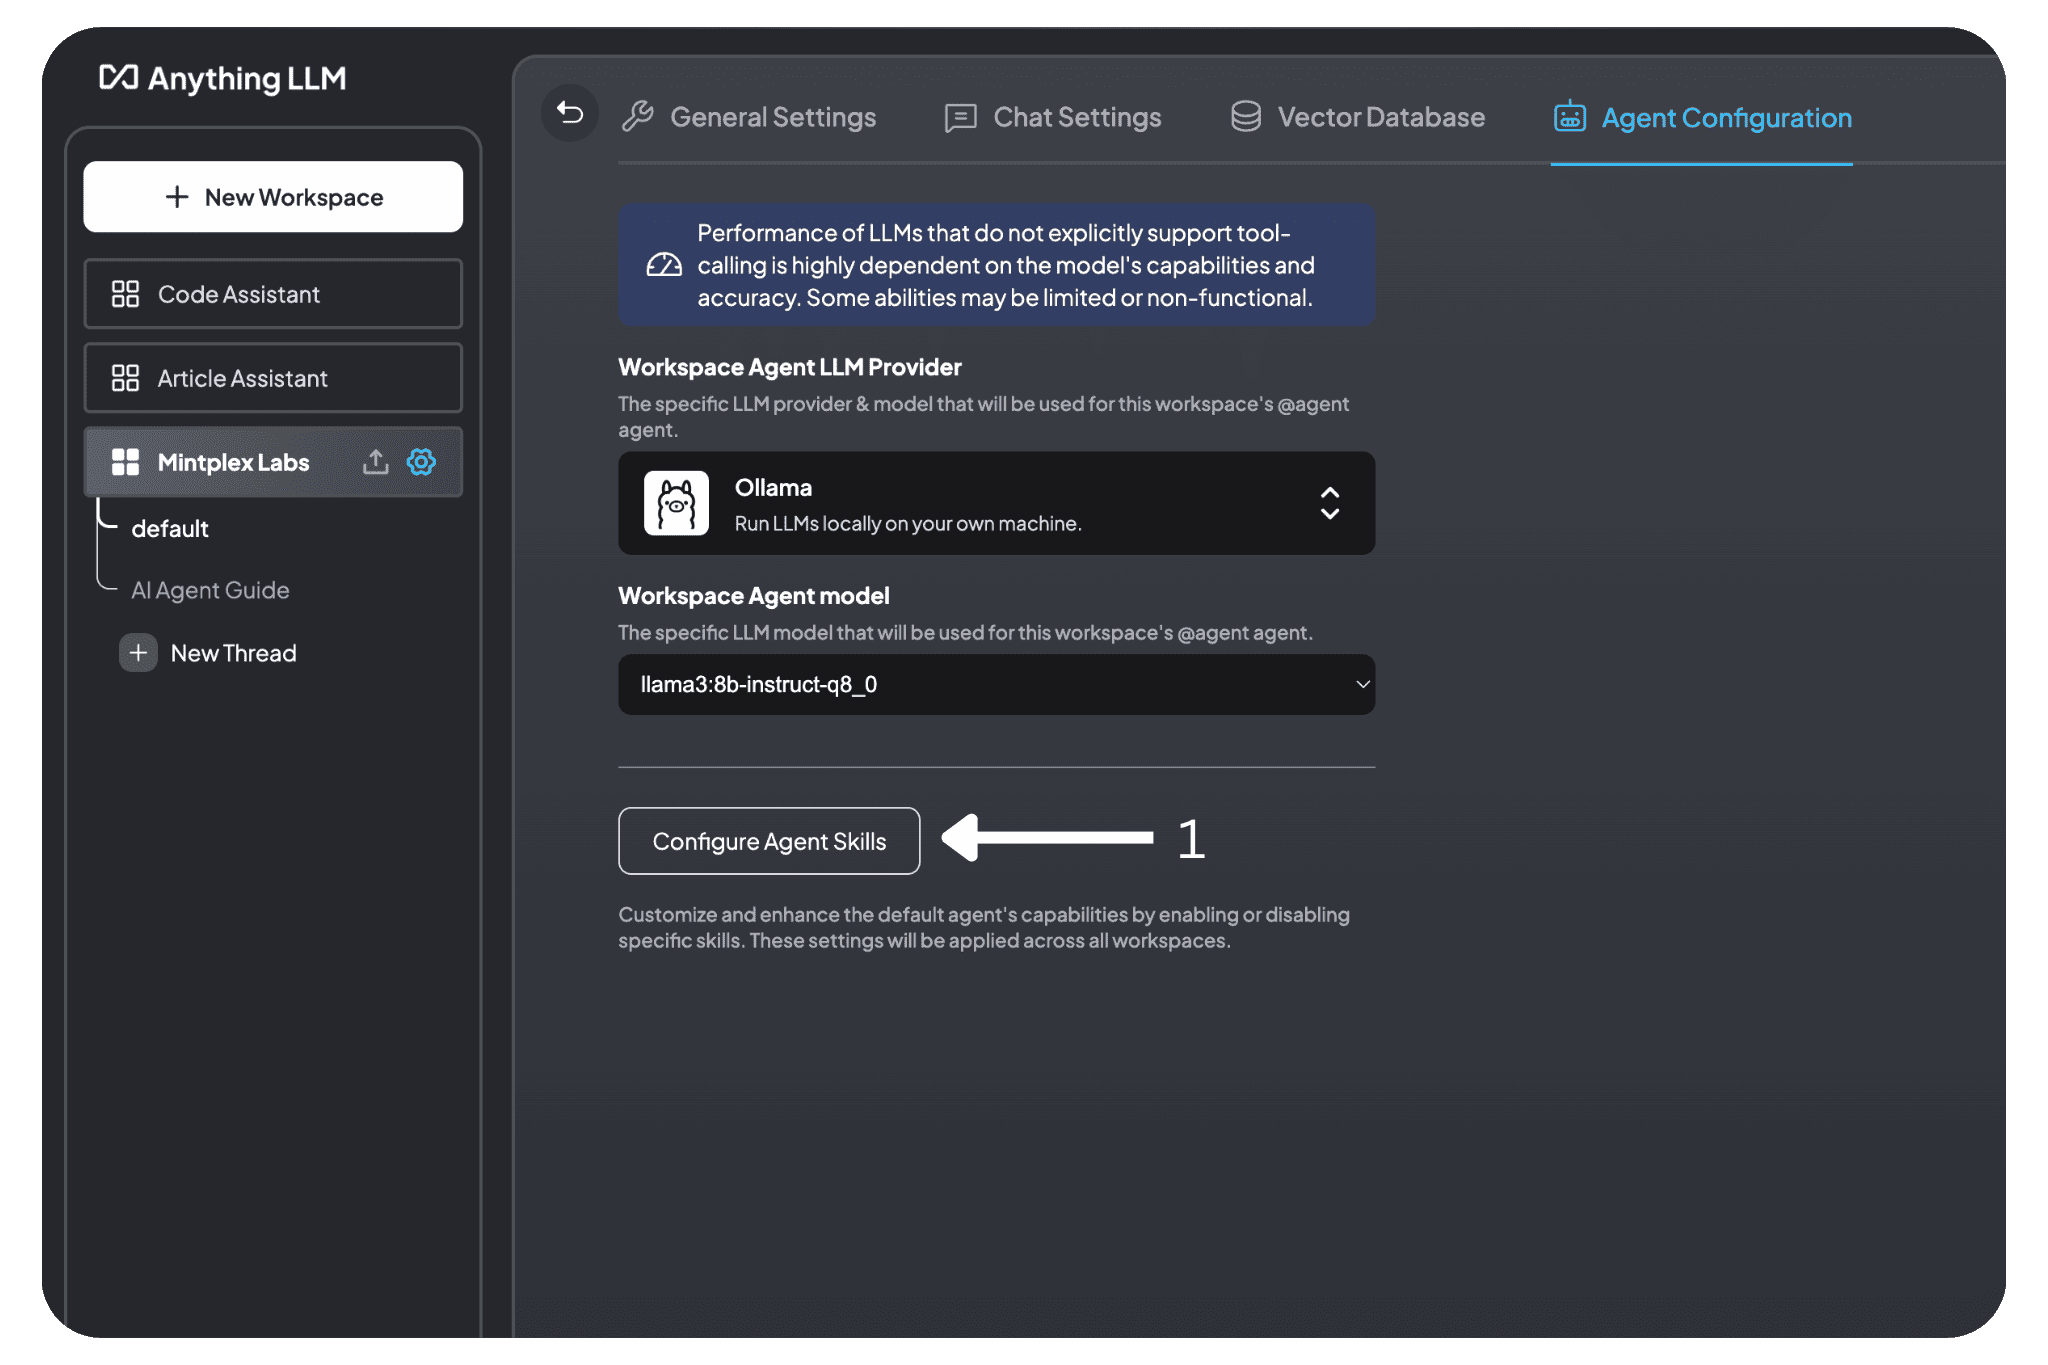 Anything LLM
New Workspace
Code Assistant
Article Assistant
Mintplex Labs
default
AI Agent Guide
New Thread
General Settings
Chat Settings
Vector Database
Agent Configuration
Performance of LLMs that do not explicitly support tool-
calling is highly dependent on the model's capabilities and
accuracy. Some abilities may be limited or non-functional.
Workspace Agent LLM Provider
The specific LLM provider & model that will be used for this workspace's @agent
agent.
Ollama
Run LLMs locally on your own machine.
Workspace Agent model
The specific LLM model that will be used for this workspace's @agent agent.
llama3:8b-instruct-q8_0
Configure Agent Skills
1
Customize and enhance the default agent's capabilities by enabling or disabling
specific skills. These settings will be applied across all workspaces.